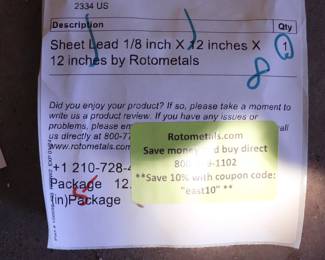 2334 US
Description Qty
Sheet Lead 1/8 inch X 12 inches X 1
12 inches by Rotometals
8
Did you enjoy your product? If so, please take a moment to
write us a product review. If you have any issues or
problems, please
us directly at 800-77
www.rotometals.com
Rotometals.com
Save money and buy direct
1102
**Save 10% with coupon code:
"east10" **
+1 210-728-4
Package 12.
(in)Package